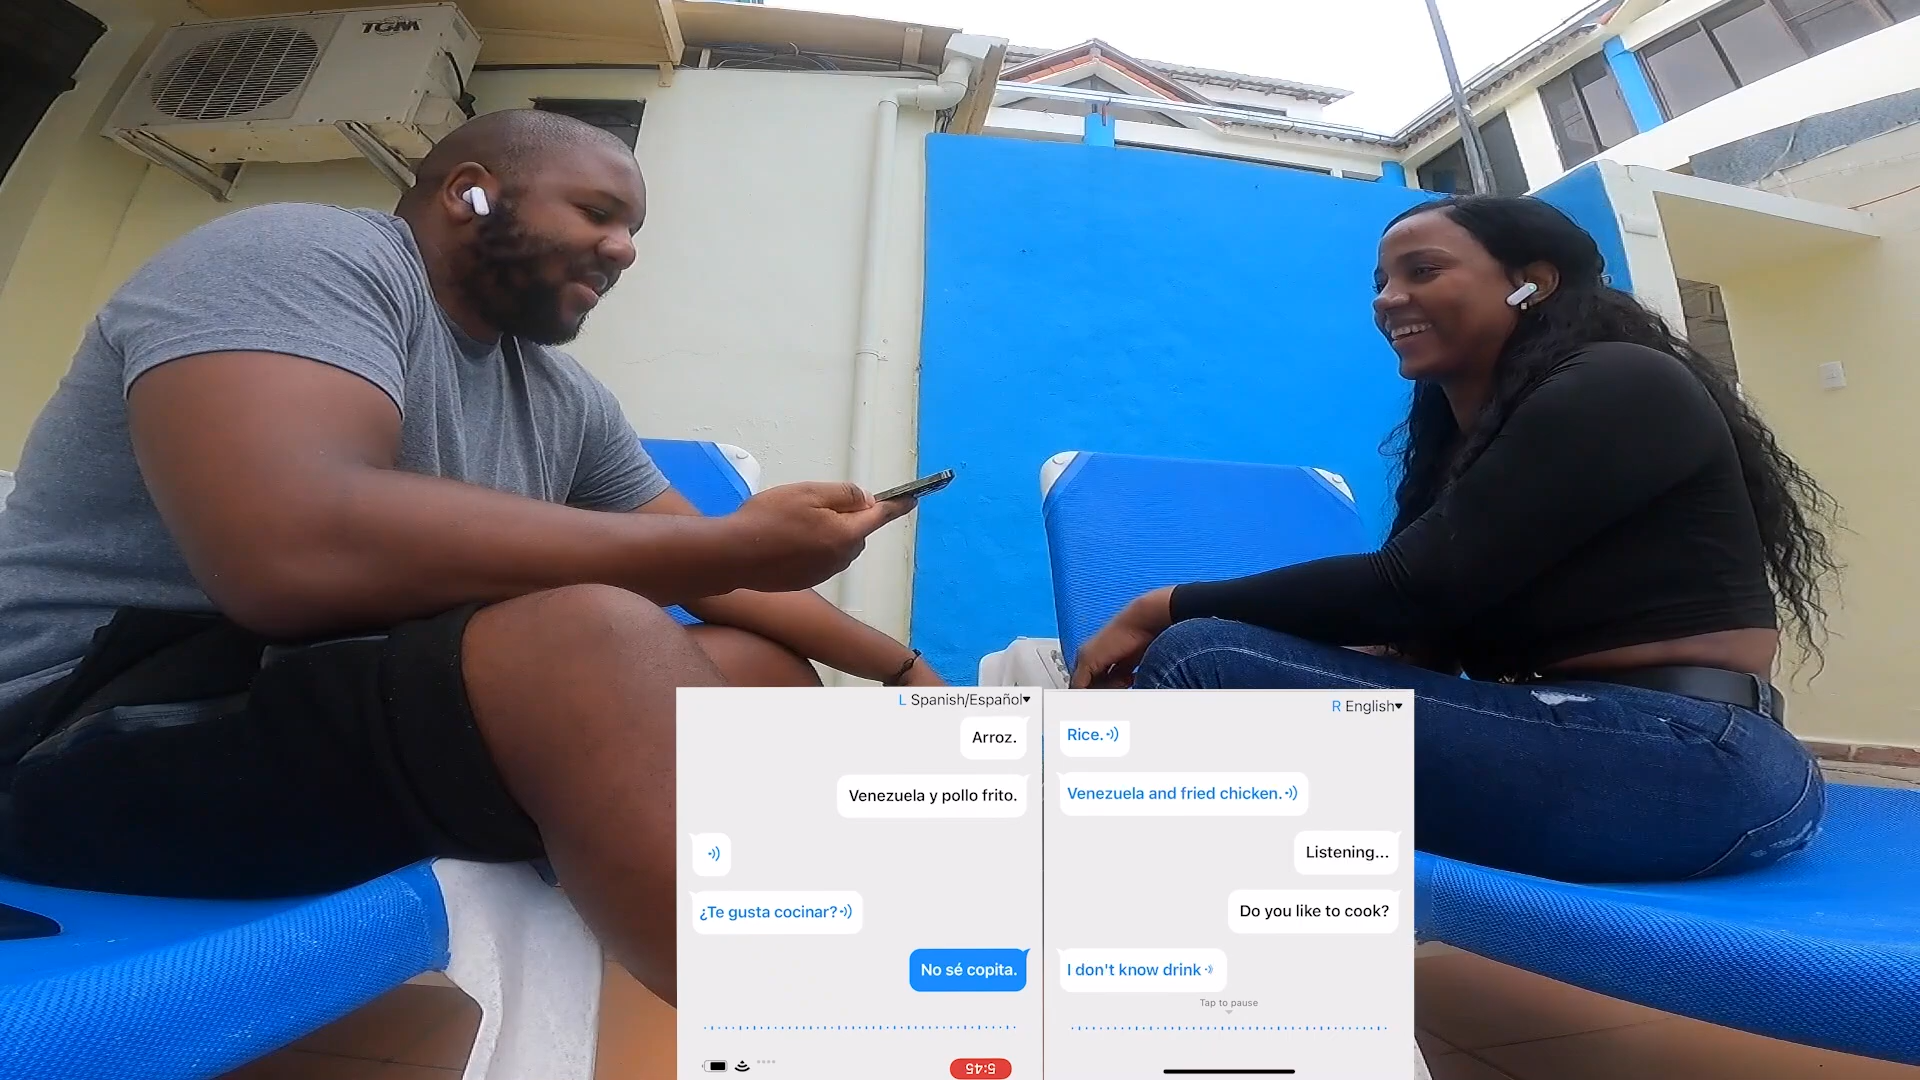 TGM
L Spanish/Español▾
Arroz.
Venezuela y pollo frito.
¿Te gusta cocinar?
No sé copita.
5:45
R English▾
Rice.
Venezuela and fried chicken.
Listening...
Do you like to cook?
I don't know drink
Tap to pause